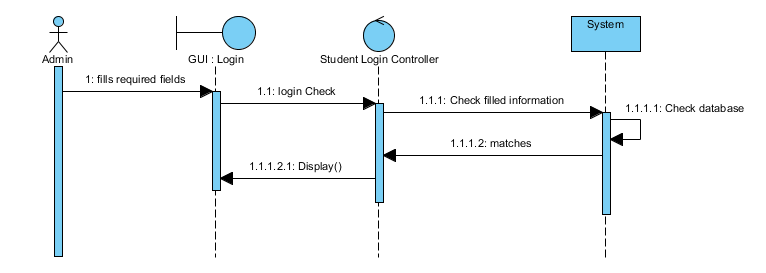 Admin
GUI : Login
Student Login Controller
System
1: fills required fields
1.1: login Check
1.1.1: Check filled information
1.1.1.1: Check database
1.1.1.2: matches
1.1.1.2.1: Display()